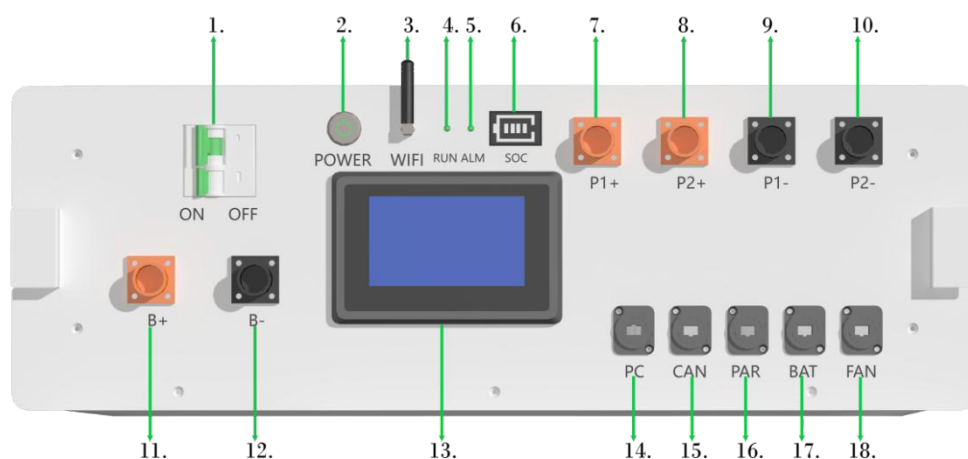 1. 2. 3. 4. 5. 6. 7. 8. 9. 10.
POWER WIFI RUN ALM SOC
P1+ P2+ P1- P2-
ON OFF
B+ B-
PC CAN PAR BAT FAN
11. 12. 13. 14. 15. 16. 17. 18.